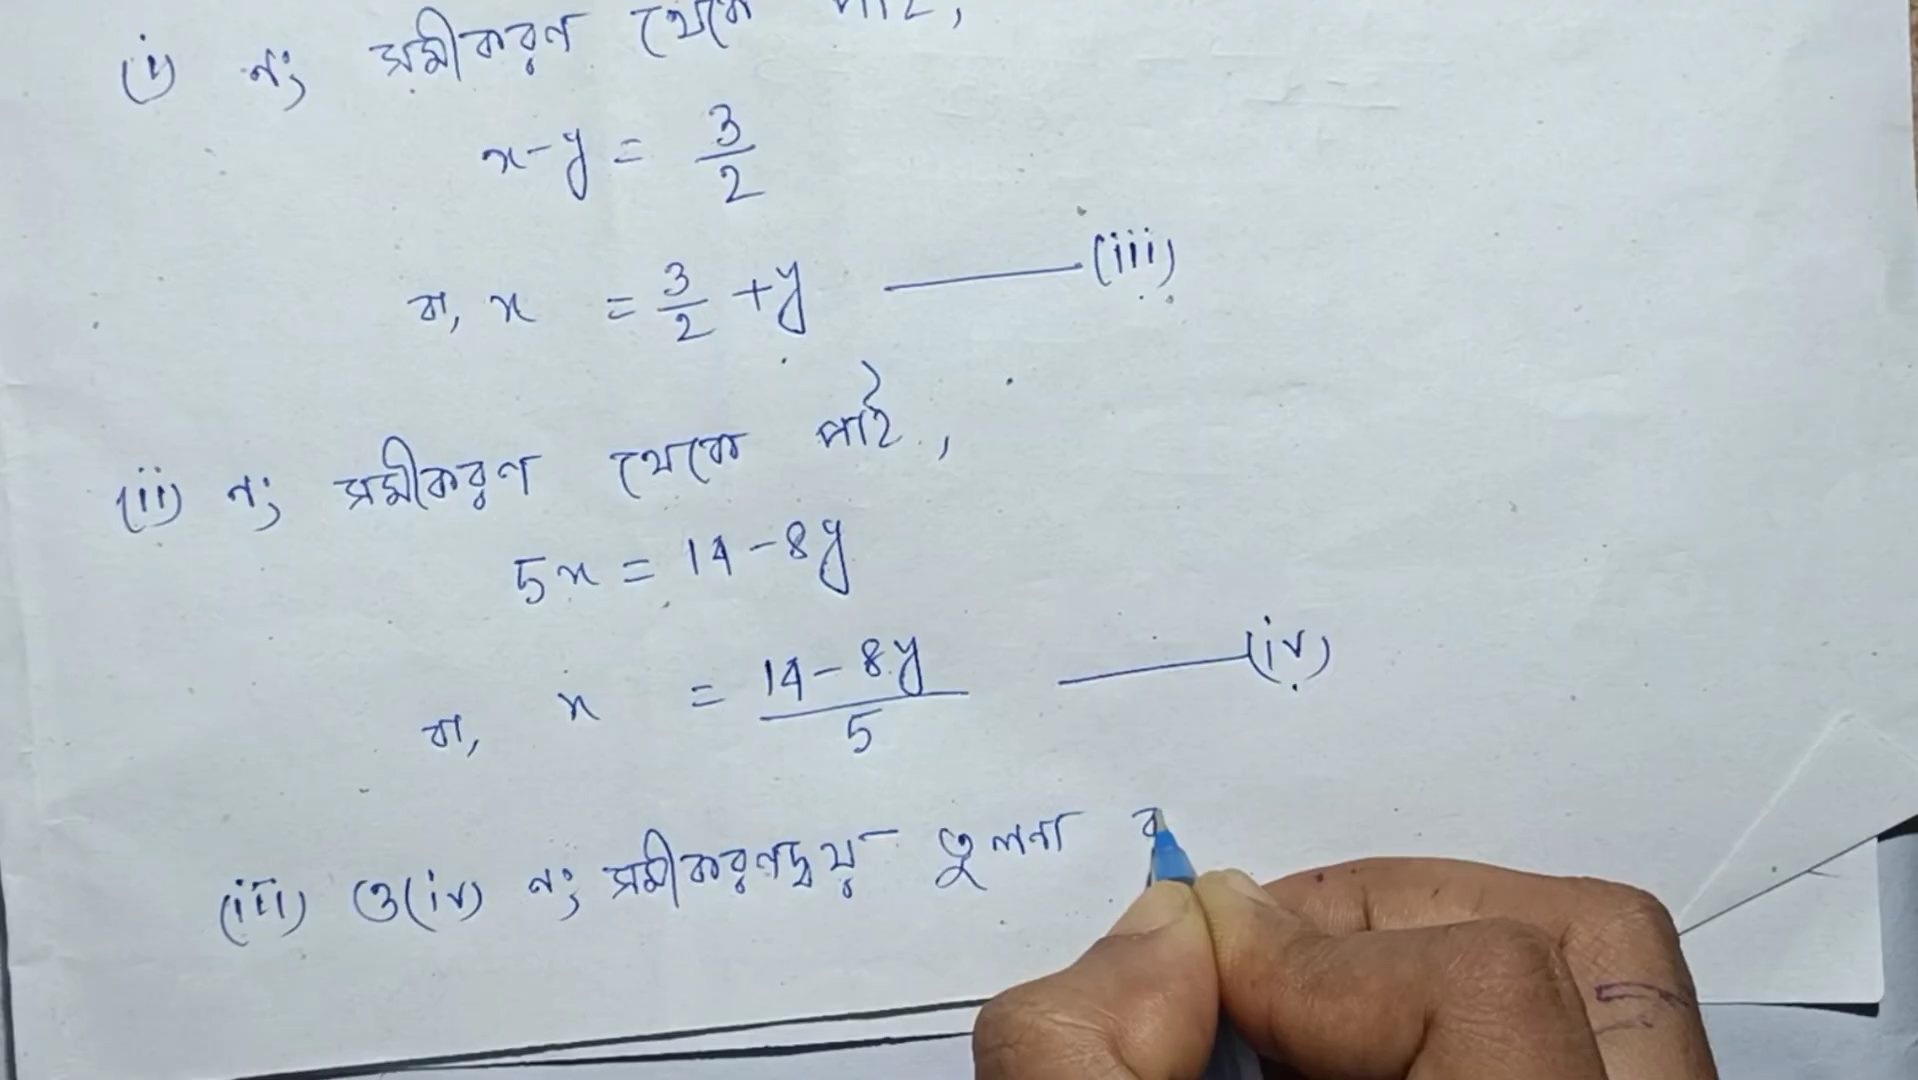 (i) নং সমীকরণ থেকে পাই,
x-y = 3/2
বা, x = 3/2 + y ——— (iii)
(ii) নং সমীকরণ থেকে পাই,
5x = 14 - 8y
বা, x = 14 - 8y / 5 ——— (iv)
(iii) ও (iv) নং সমীকরণদ্বয় তুলনা ক